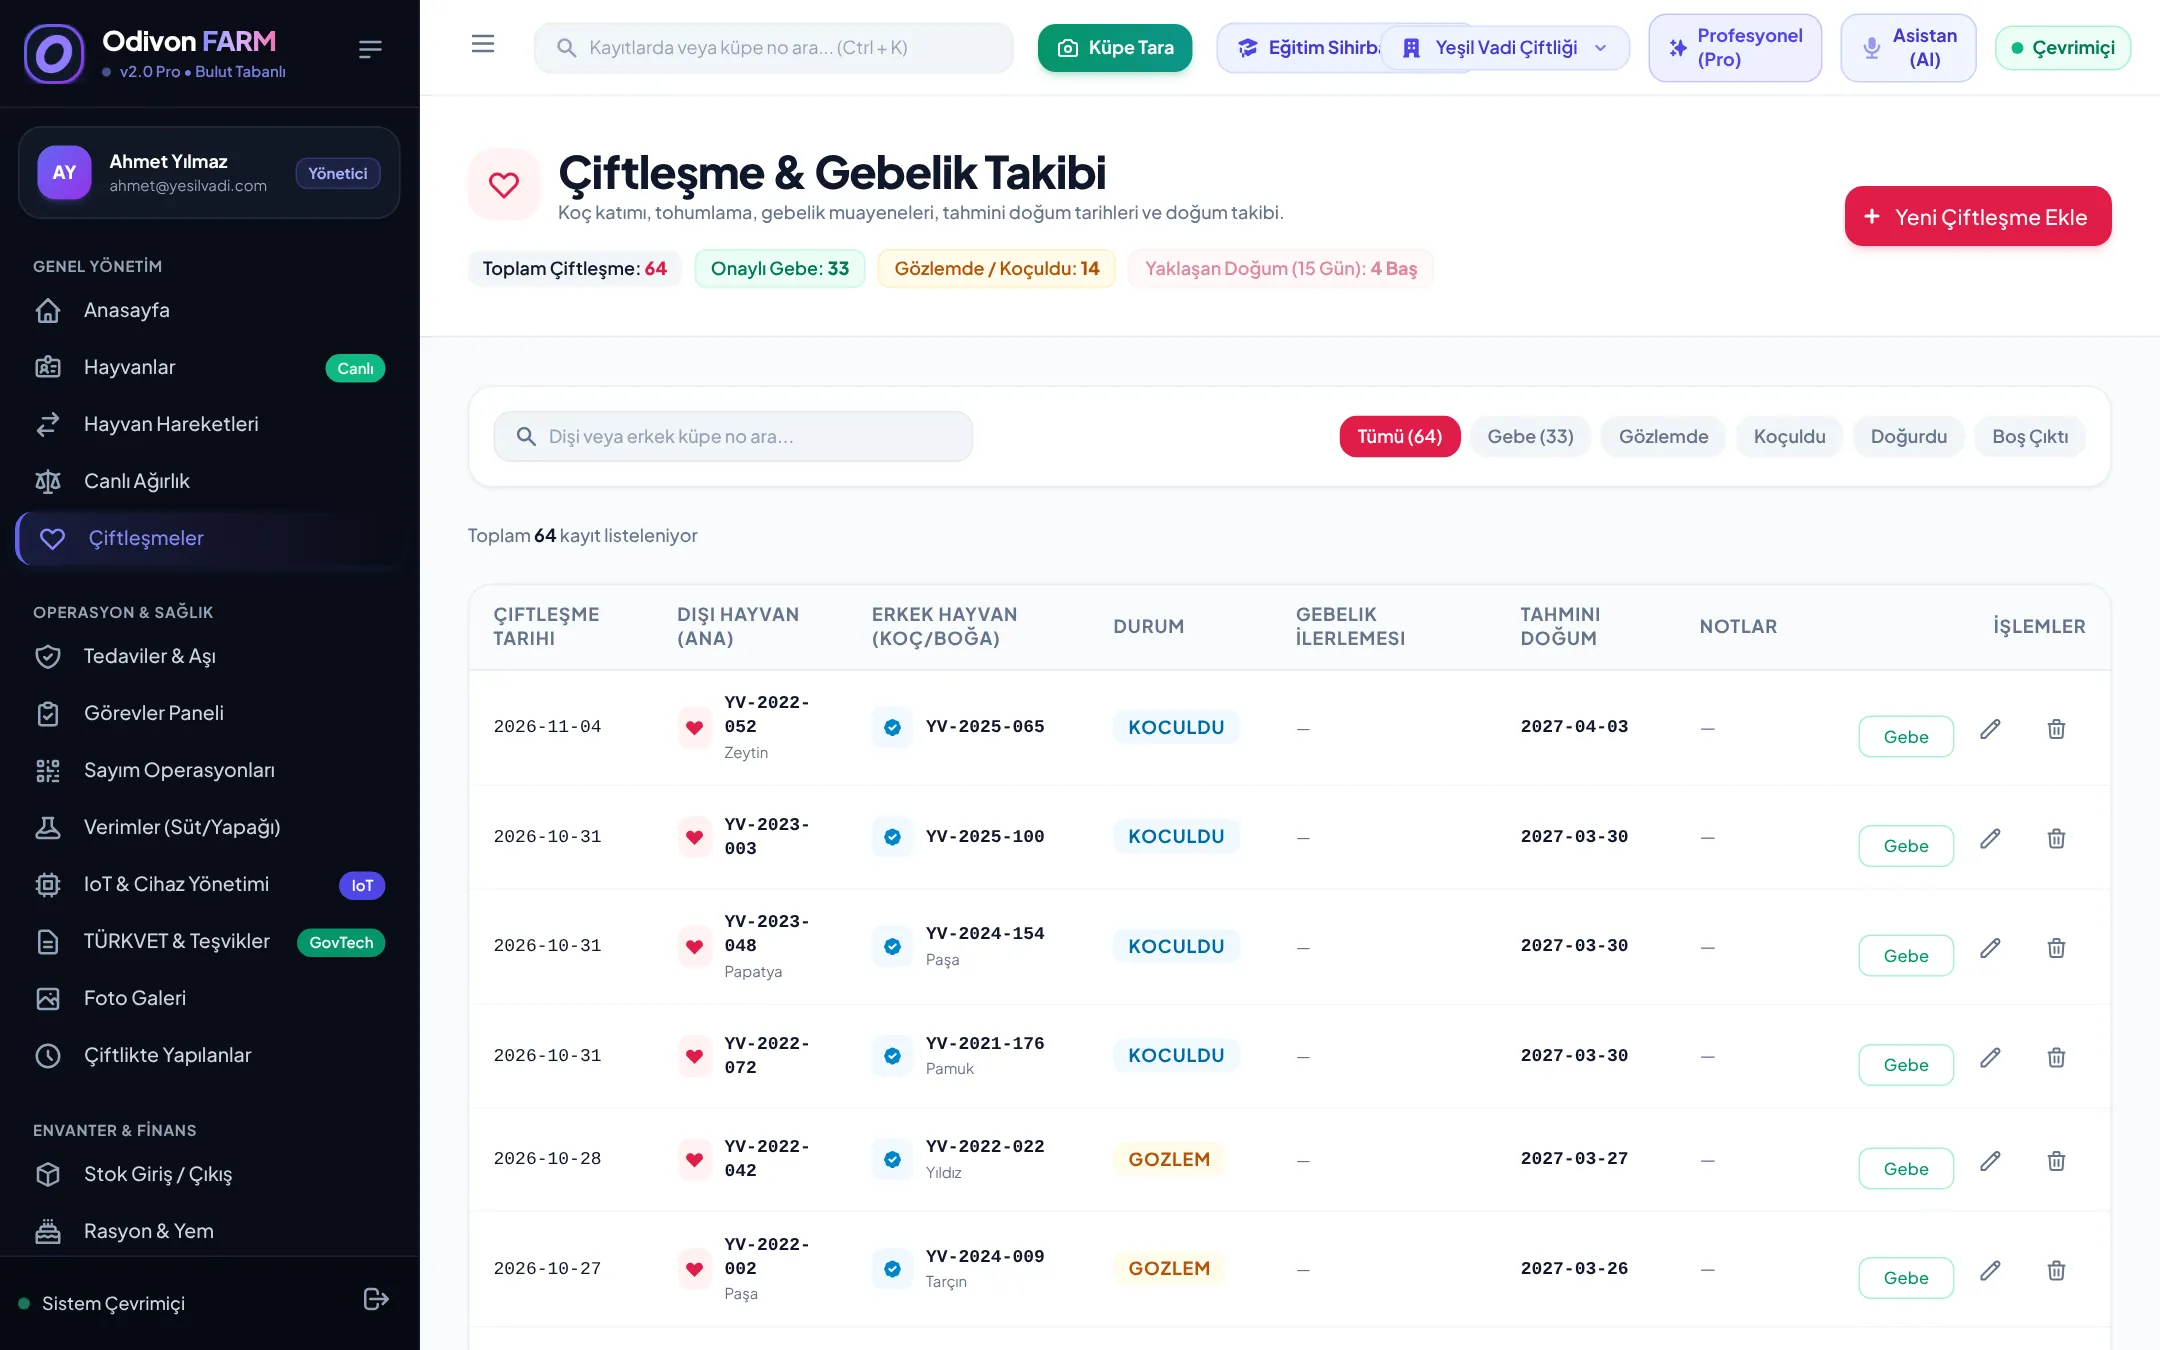 Odivon FARM
v2.0 Pro • Bulut Tabanlı
AY
Ahmet Yılmaz
ahmet@yesilvadi.com
Yönetici
GENEL YÖNETİM
Anasayfa
Hayvanlar
Canlı
Hayvan Hareketleri
Canlı Ağırlık
Çiftleşmeler
OPERASYON & SAĞLIK
Tedaviler & Aşı
Görevler Paneli
Sayım Operasyonları
Verimler (Süt/Yapağı)
IoT & Cihaz Yönetimi
IoT
TÜRKVET & Teşvikler
GovTech
Foto Galeri
Çiftlikte Yapılanlar
ENVANTER & FİNANS
Stok Giriş / Çıkış
Rasyon & Yem
Sistem Çevrimiçi
Kayıtlarda veya küpe no ara... (Ctrl + K)
Küpe Tara
Eğitim Sihirba
Yeşil Vadi Çiftliği
Profesyonel
(Pro)
Asistan
(AI)
Çevrimiçi
Çiftleşme & Gebelik Takibi
Koç katımı, tohumlama, gebelik muayeneleri, tahmini doğum tarihleri ve doğum takibi.
Toplam Çiftleşme: 64
Onaylı Gebe: 33
Gözlemde / Koçuldu: 14
Yaklaşan Doğum (15 Gün): 4 Baş
+ Yeni Çiftleşme Ekle
Dişi veya erkek küpe no ara...
Tümü (64)
Gebe (33)
Gözlemde
Koçuldu
Doğurdu
Boş Çıktı
Toplam 64 kayıt listeleniyor
ÇIFTLEŞME
TARIHI
DIŞI HAYVAN
(ANA)
ERKEK HAYVAN
(KOÇ/BOĞA)
DURUM
GEBELIK
İLERLEMESI
TAHMINI
DOĞUM
NOTLAR
İŞLEMLER
2026-11-04
YV-2022-
052
Zeytin
YV-2025-065
KOCULDU
—
2027-04-03
—
Gebe
2026-10-31
YV-2023-
003
YV-2025-100
KOCULDU
—
2027-03-30
—
Gebe
2026-10-31
YV-2023-
048
Papatya
YV-2024-154
Paşa
KOCULDU
—
2027-03-30
—
Gebe
2026-10-31
YV-2022-
072
YV-2021-176
Pamuk
KOCULDU
—
2027-03-30
—
Gebe
2026-10-28
YV-2022-
042
YV-2022-022
Yıldız
GOZLEM
—
2027-03-27
—
Gebe
2026-10-27
YV-2022-
002
Paşa
YV-2024-009
Tarçın
GOZLEM
—
2027-03-26
—
Gebe